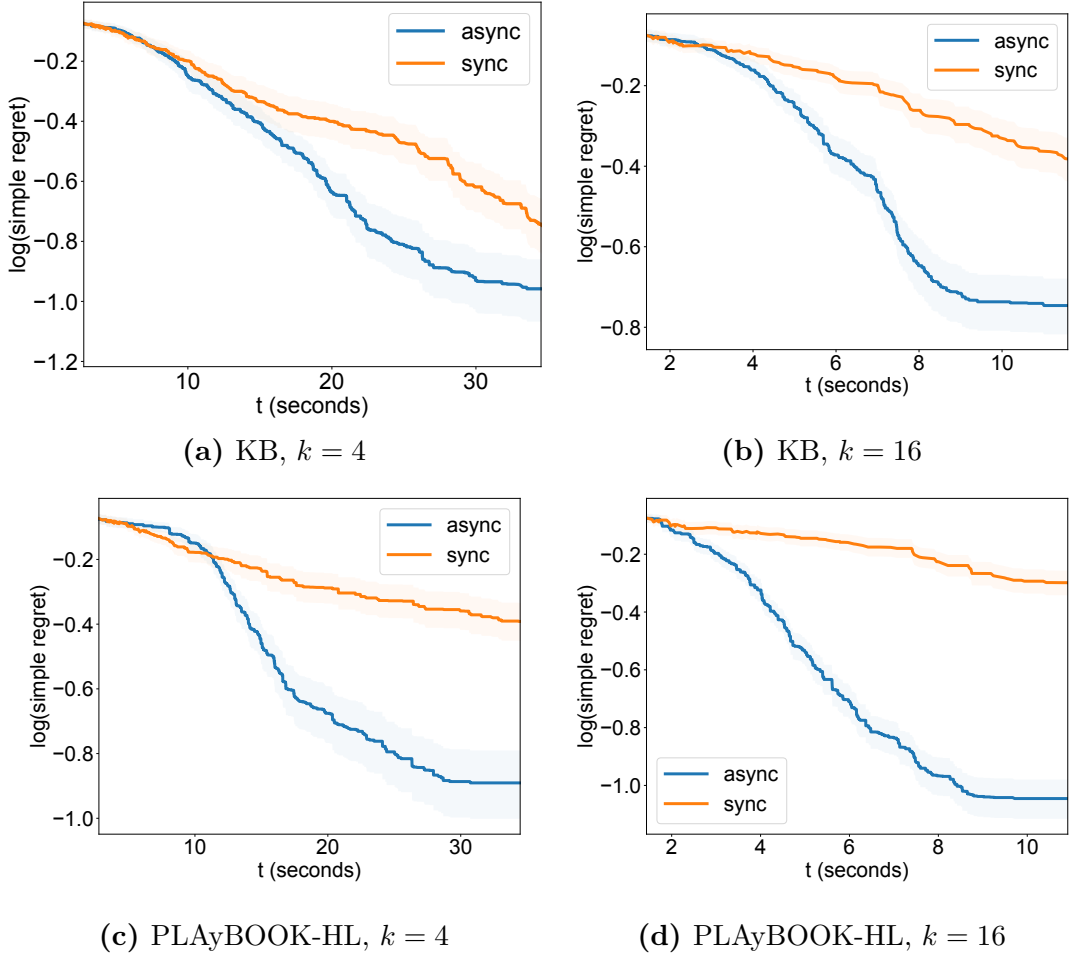 log(simple regret)
−0.2
−0.4
−0.6
−0.8
−1.0
−1.2
async
sync
10
20
30
t (seconds)
(a) KB, k = 4
log(simple regret)
−0.2
−0.4
−0.6
−0.8
async
sync
2
4
6
8
10
t (seconds)
(b) KB, k = 16
log(simple regret)
−0.2
−0.4
−0.6
−0.8
−1.0
async
sync
10
20
30
t (seconds)
(c) PLAyBOOK-HL, k = 4
log(simple regret)
−0.2
−0.4
−0.6
−0.8
−1.0
async
sync
2
4
6
8
10
t (seconds)
(d) PLAyBOOK-HL, k = 16